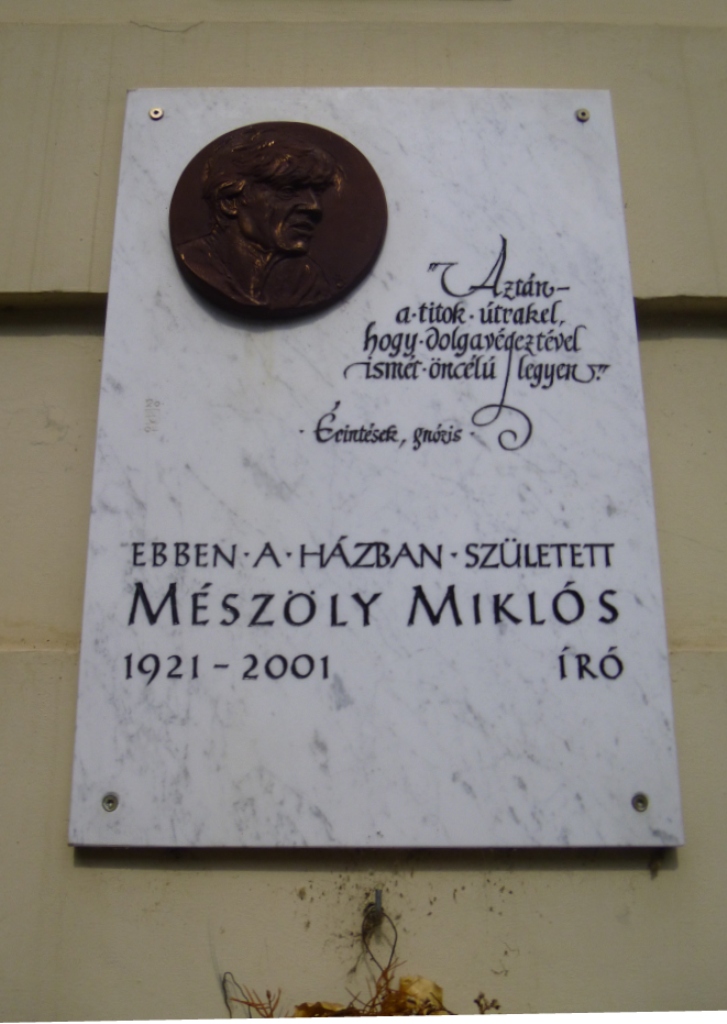 "Aztán –
a · titok · útrakel,
hogy · dolgavégeztével
ismét · öncélú legyen."
· Érintések, gnózis ·
EBBEN · A · HÁZBAN · SZÜLETETT
MÉSZÖLY MIKLÓS
1921 – 2001 ÍRÓ